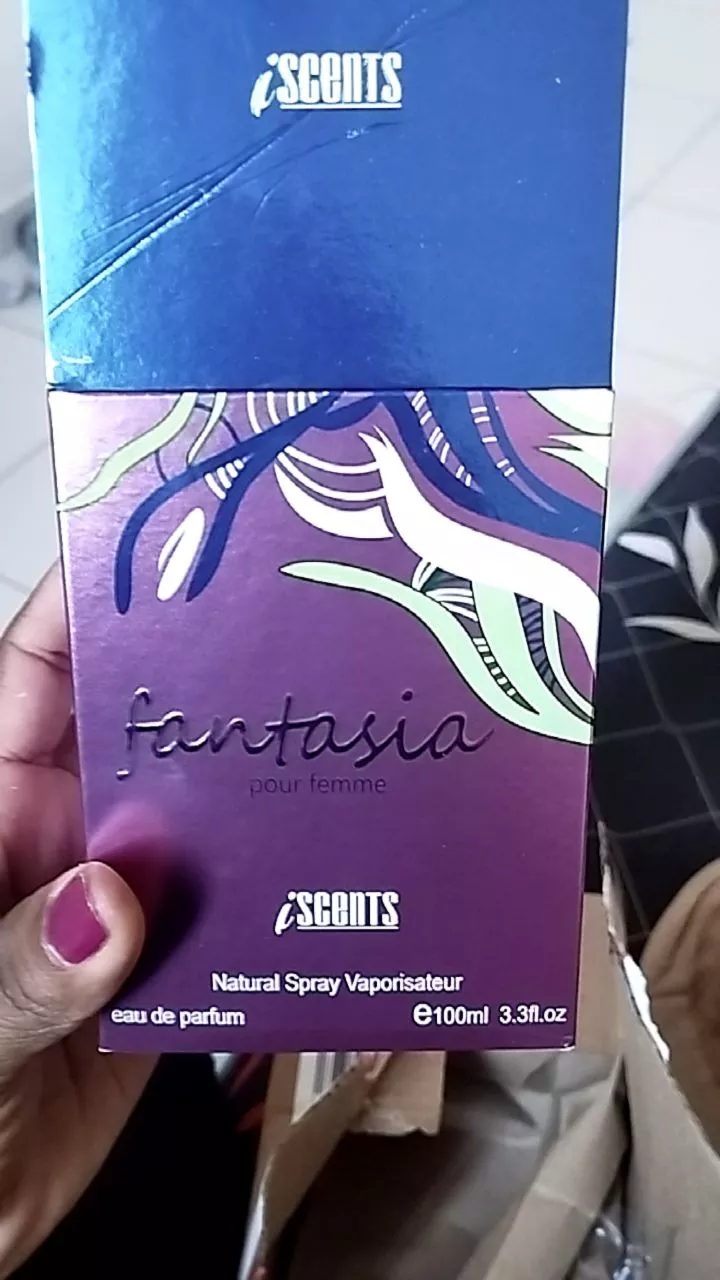 iSCENTS
fantasia
pour femme
iSCENTS
Natural Spray Vaporisateur
eau de parfum e100ml 3.3fl.oz